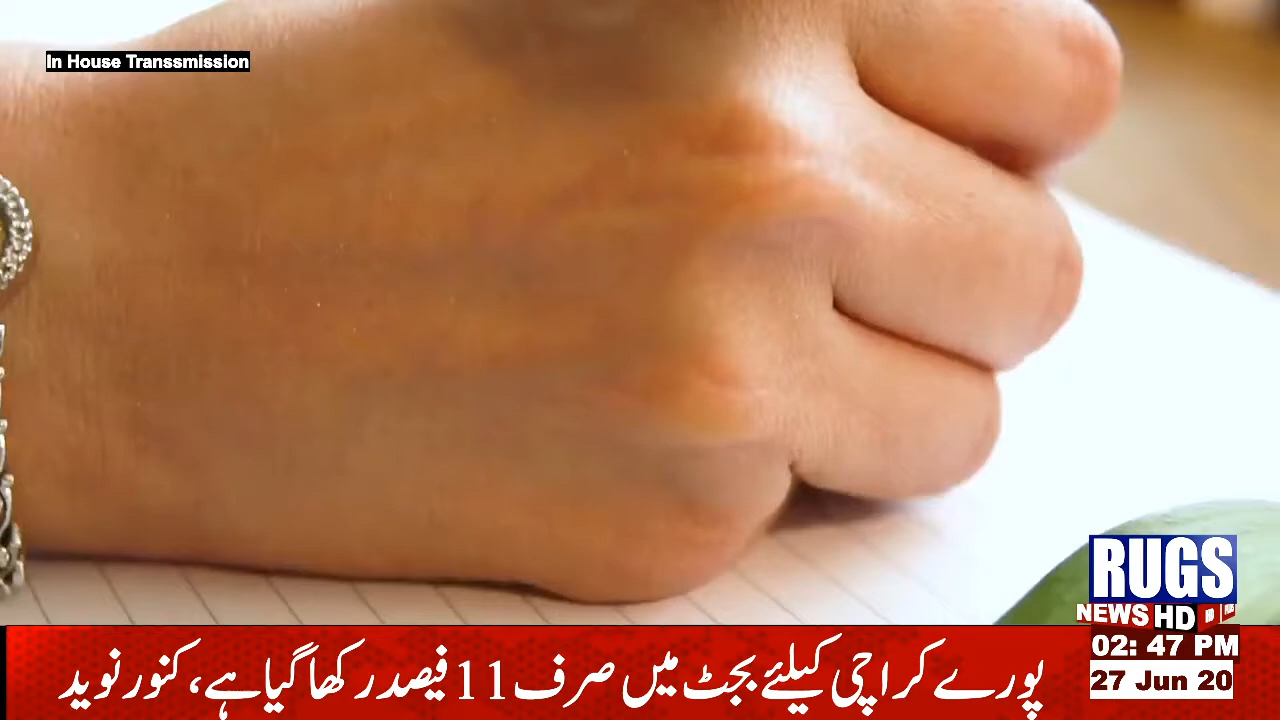 In House Transsmission
RUGS
NEWS HD
02: 47 PM
27 Jun 20
پورے کراچی کیلئے بجٹ میں صرف 11 فیصد رکھا گیا ہے، کنور نوید